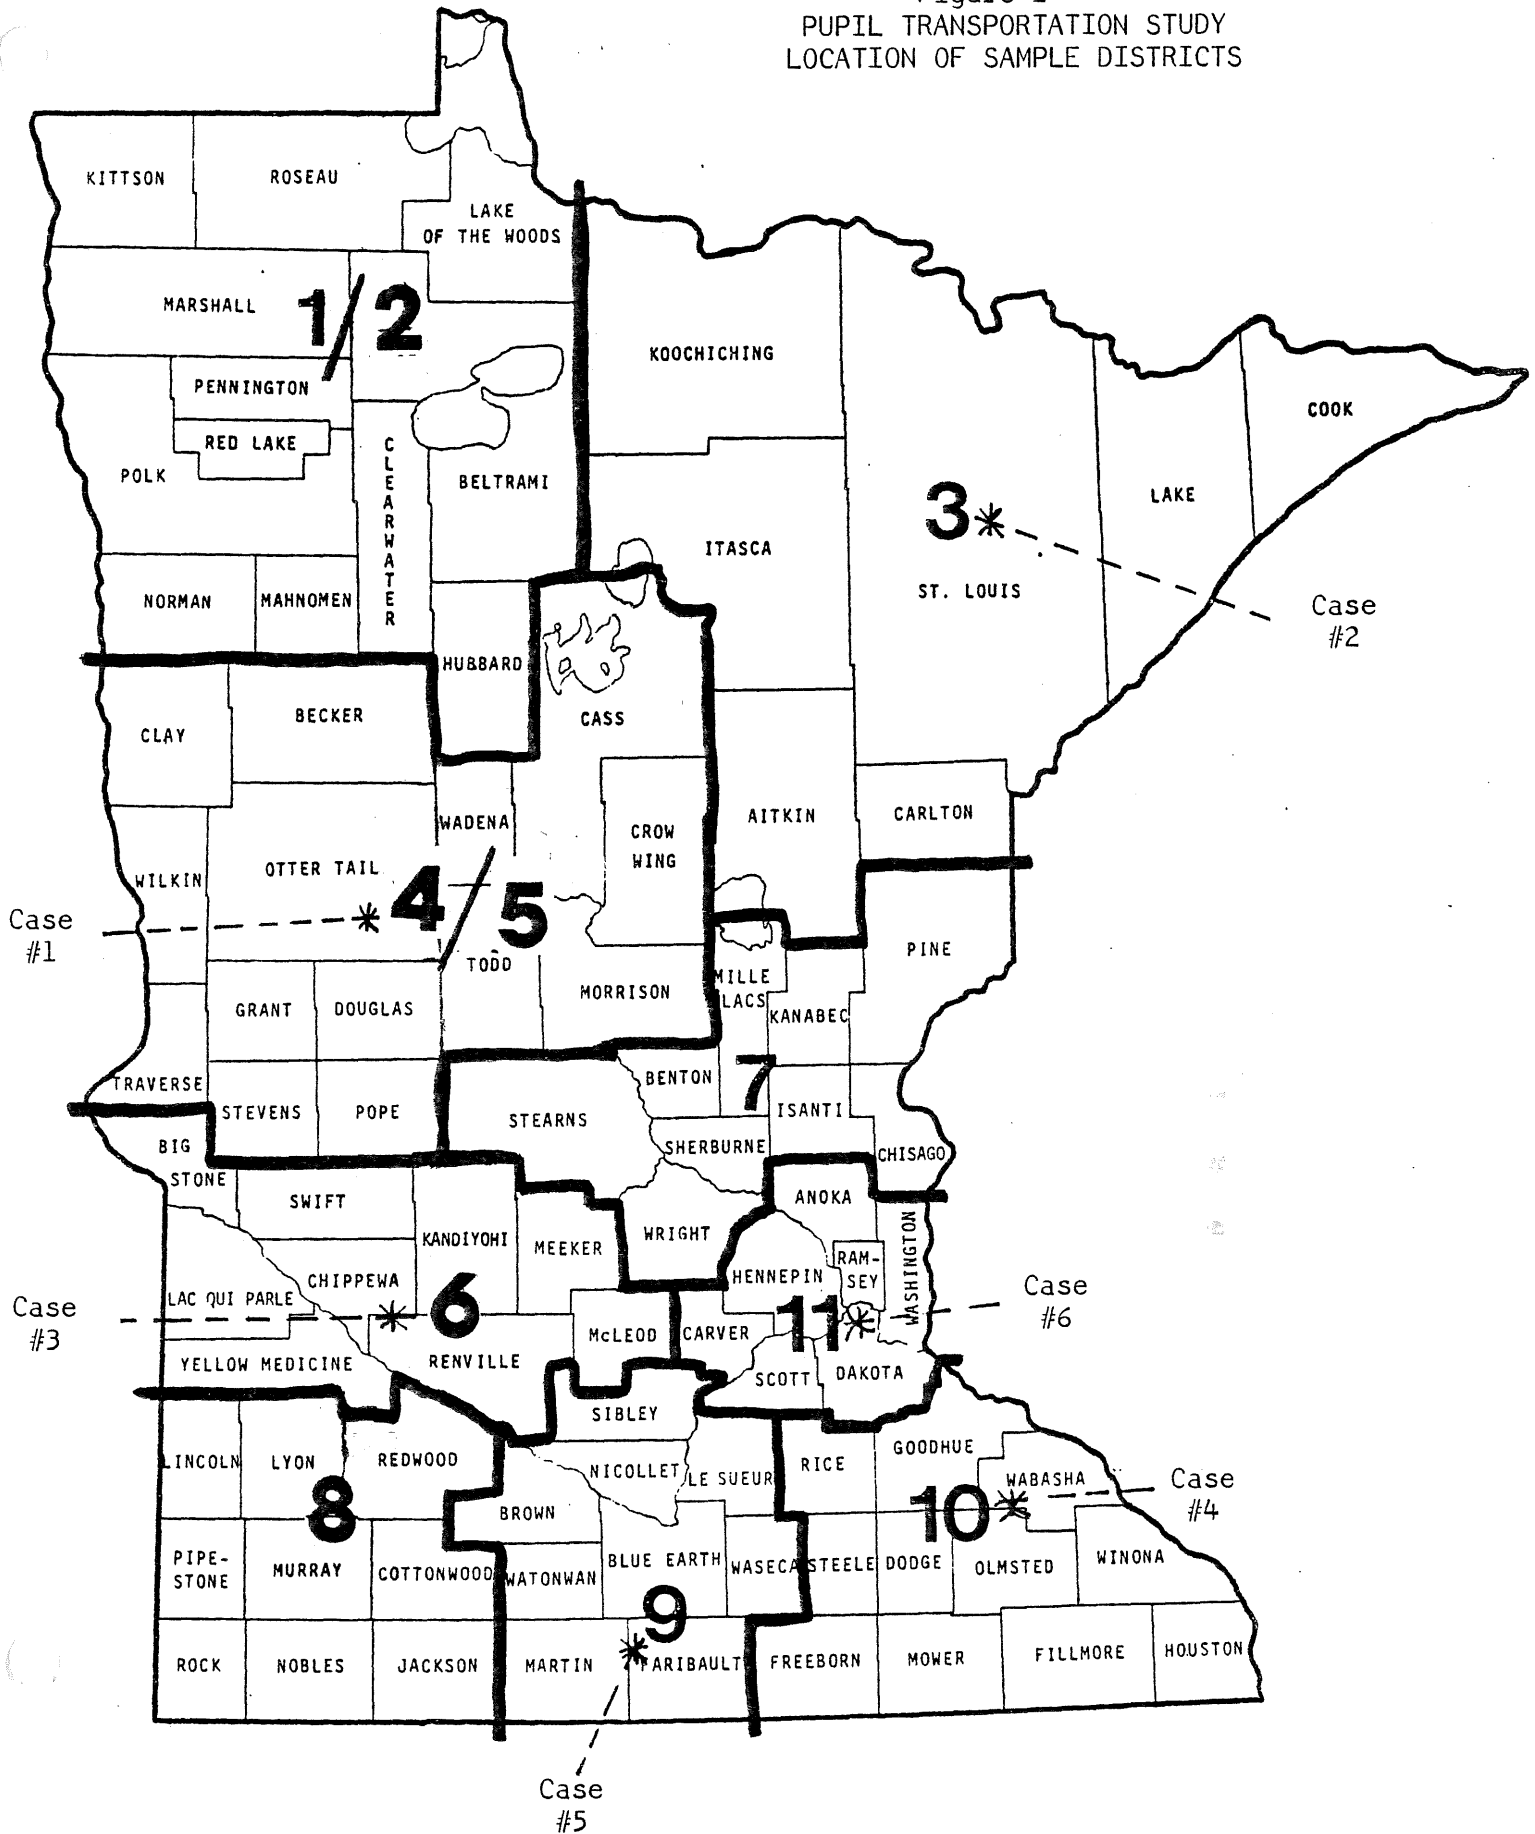 PUPIL TRANSPORTATION STUDY
LOCATION OF SAMPLE DISTRICTS
KITTSON
ROSEAU
LAKE
OF THE WOODS
MARSHALL
1/2
KOOCHICHING
PENNINGTON
COOK
RED LAKE
CLEARWATER
POLK
BELTRAMI
LAKE
3
ITASCA
ST. LOUIS
NORMAN
MAHNOMEN
Case
#2
HUBBARD
CASS
BECKER
CLAY
WADENA
CROW
WING
AITKIN
CARLTON
OTTER TAIL
WILKIN
4/5
Case
#1
PINE
TODD
MILLE
LACS
MORRISON
GRANT
DOUGLAS
KANABEC
7
BENTON
TRAVERSE
STEVENS
POPE
STEARNS
ISANTI
BIG
STONE
SHERBURNE
CHISAGO
SWIFT
ANOKA
WRIGHT
KANDIYOHI
MEEKER
WASHINGTON
RAM-
SEY
HENNEPIN
CHIPPEWA
LAC QUI PARLE
6
Case
#3
11
Case
#6
McLEOD
CARVER
YELLOW MEDICINE
RENVILLE
SCOTT
DAKOTA
SIBLEY
LINCOLN
LYON
REDWOOD
NICOLLET
LE SUEUR
RICE
GOODHUE
WABASHA
Case
#4
8
BROWN
10
PIPE-
STONE
MURRAY
COTTONWOOD
WATONWAN
BLUE EARTH
WASECA
STEELE
DODGE
OLMSTED
WINONA
9
ROCK
NOBLES
JACKSON
MARTIN
FARIBAULT
FREEBORN
MOWER
FILLMORE
HOUSTON
Case
#5